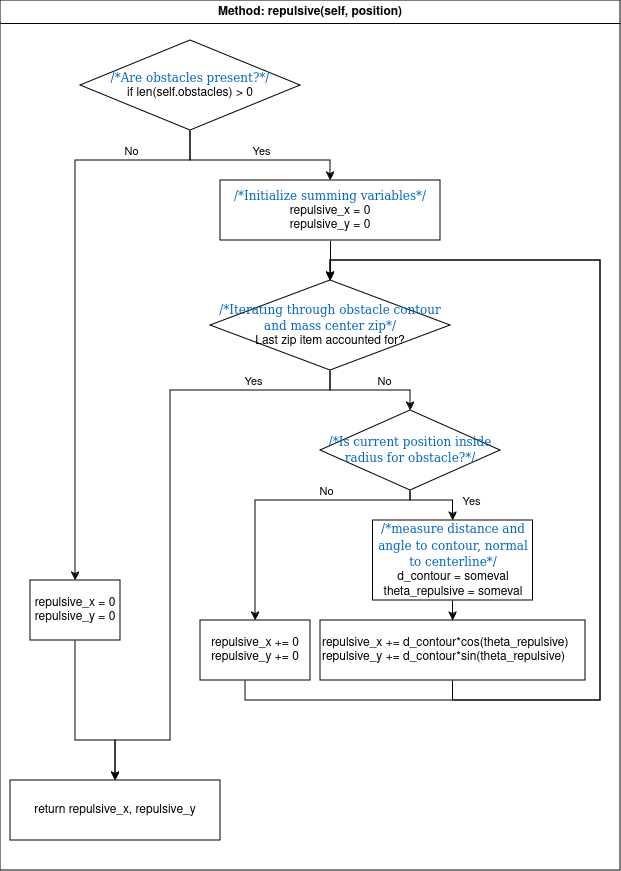 Method: repulsive(self, position)
/*Are obstacles present?*/
if len(self.obstacles) > 0
No
Yes
/*Initialize summing variables*/
repulsive_x = 0
repulsive_y = 0
/*Iterating through obstacle contour
and mass center zip*/
Last zip item accounted for?
Yes
No
/*Is current position inside
radius for obstacle?*/
No
Yes
/*measure distance and
angle to contour, normal
to centerline*/
d_contour = someval
theta_repulsive = someval
repulsive_x = 0
repulsive_y = 0
repulsive_x += 0
repulsive_y += 0
repulsive_x += d_contour*cos(theta_repulsive)
repulsive_y += d_contour*sin(theta_repulsive)
return repulsive_x, repulsive_y